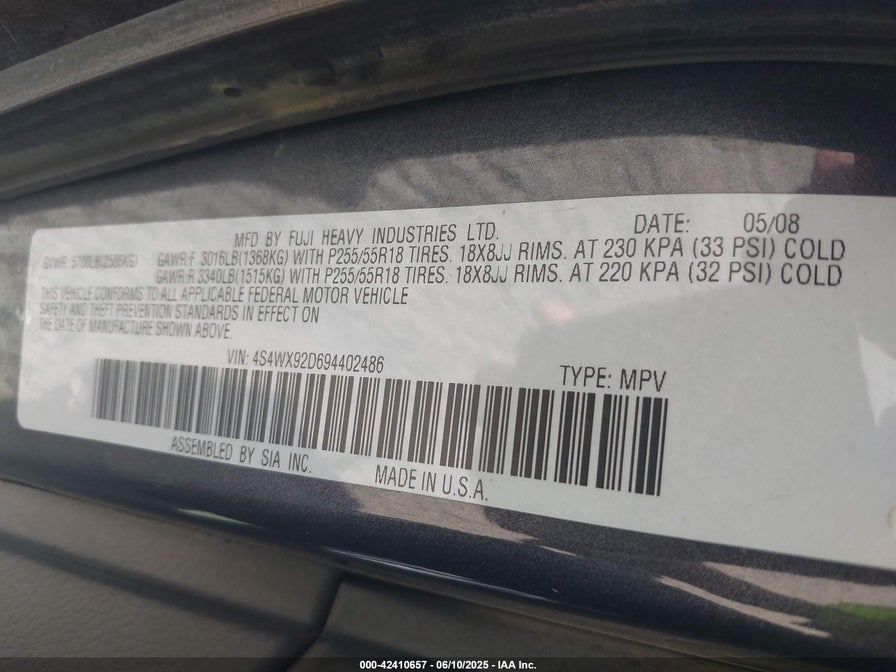 MFD BY FUJI HEAVY INDUSTRIES LTD. DATE: 05/08
GVWR 5700LB(2586KG) GAWR:F 3016LB(1368KG) WITH P255/55R18 TIRES. 18X8JJ RIMS. AT 230 KPA (33 PSI) COLD
GAWR:R 3340LB(1515KG) WITH P255/55R18 TIRES. 18X8JJ RIMS. AT 220 KPA (32 PSI) COLD
THIS VEHICLE CONFORMS TO ALL APPLICABLE FEDERAL MOTOR VEHICLE
SAFETY AND THEFT PREVENTION STANDARDS IN EFFECT ON
THE DATE OF MANUFACTURE SHOWN ABOVE.
VIN: 4S4WX92D694402486 TYPE: MPV
ASSEMBLED BY SIA INC. MADE IN U.S.A.
000-42410657 - 06/10/2025 - IAA Inc.